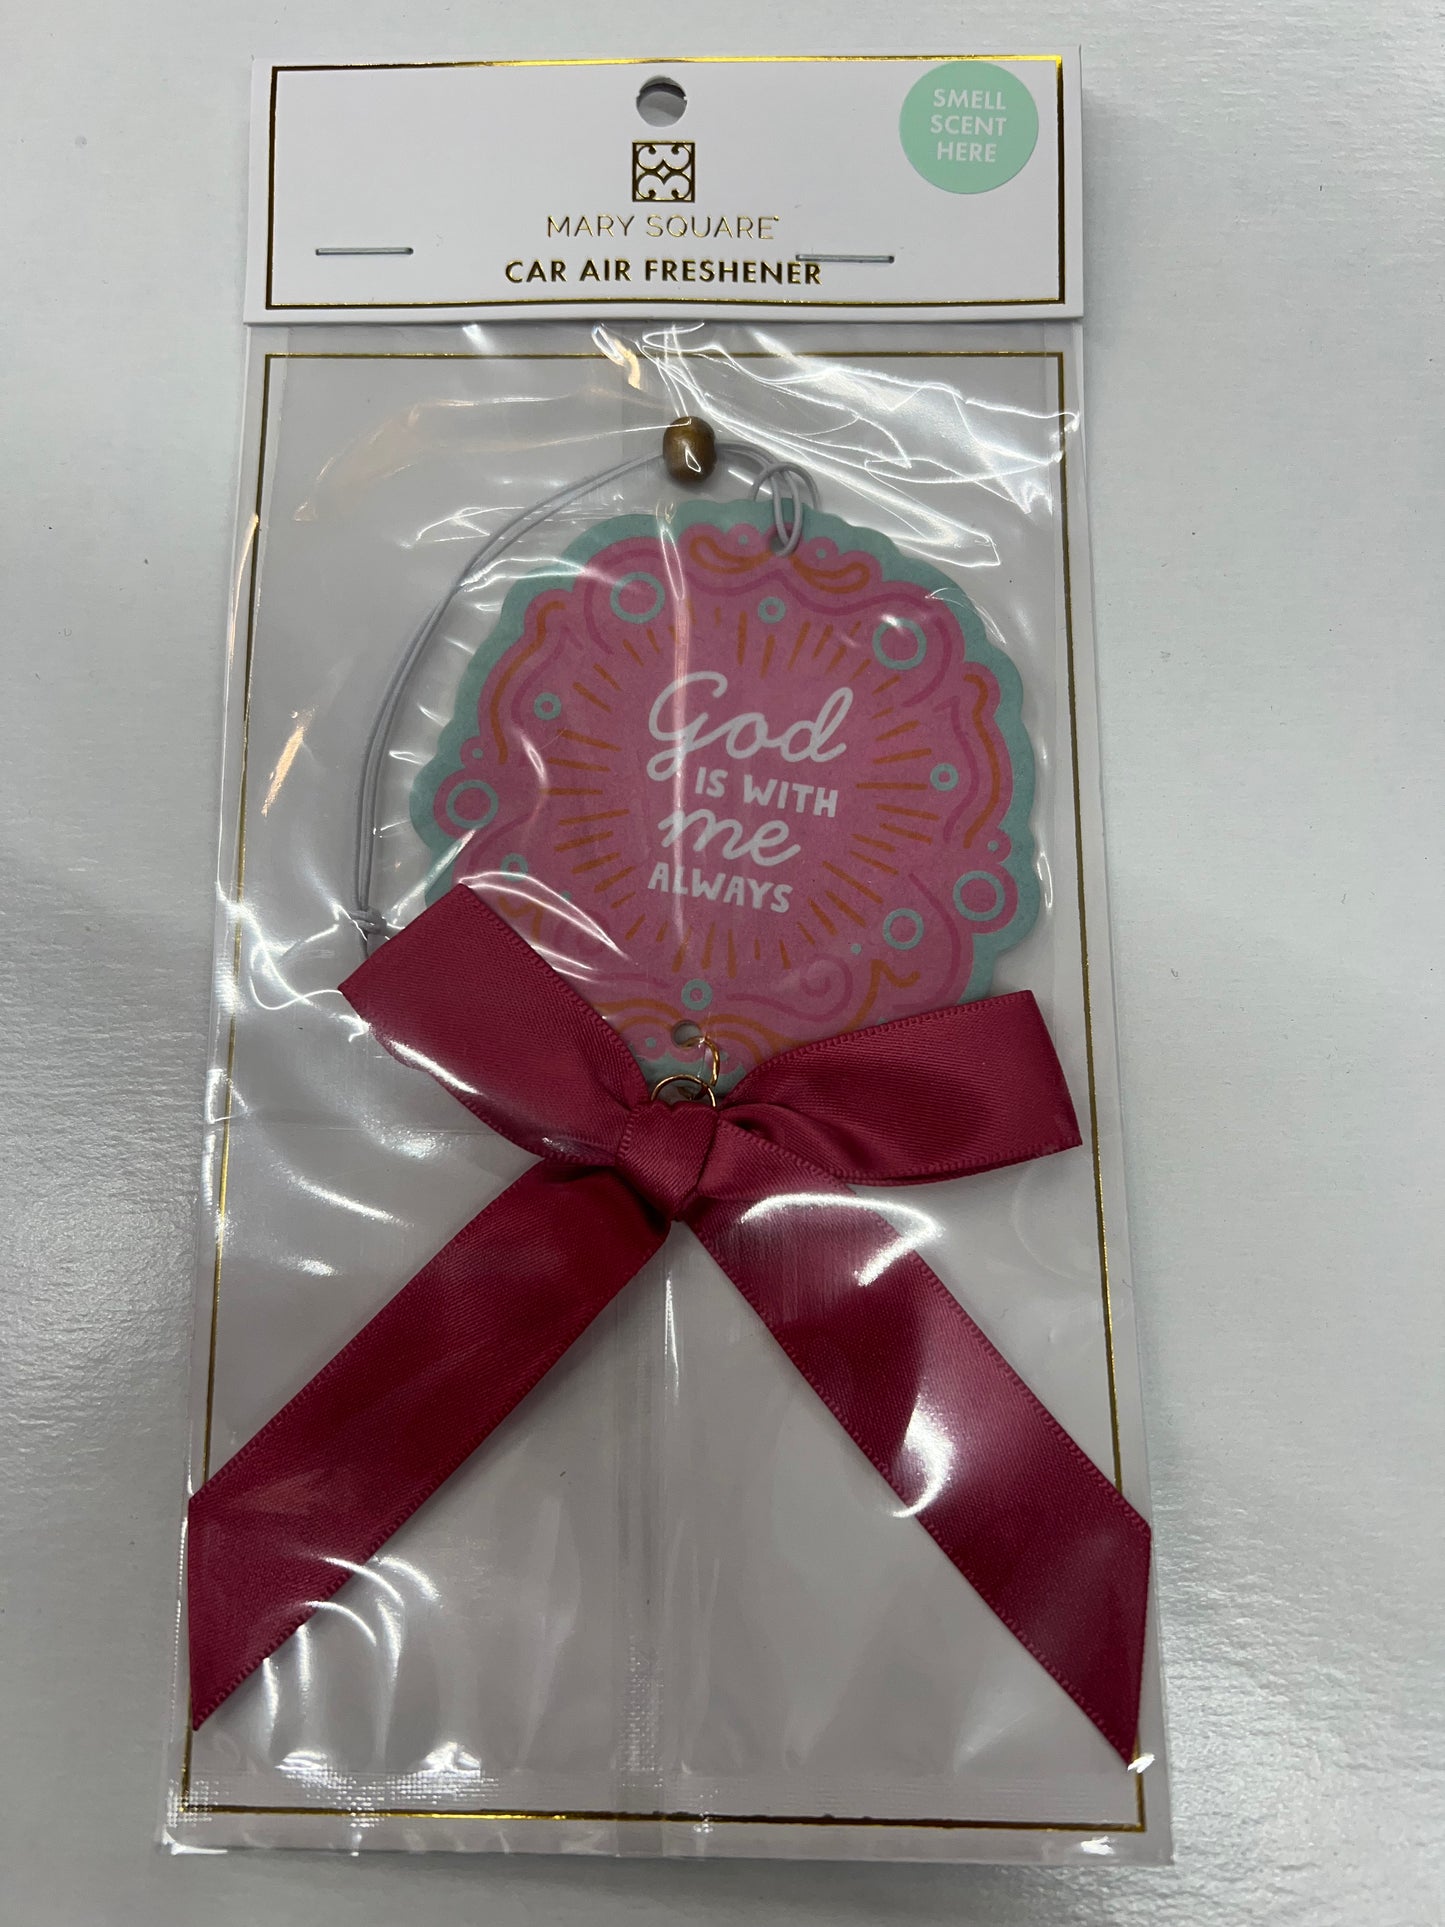 SMELL
SCENT
HERE
MARY SQUARE
CAR AIR FRESHENER
God
IS WITH
me
ALWAYS